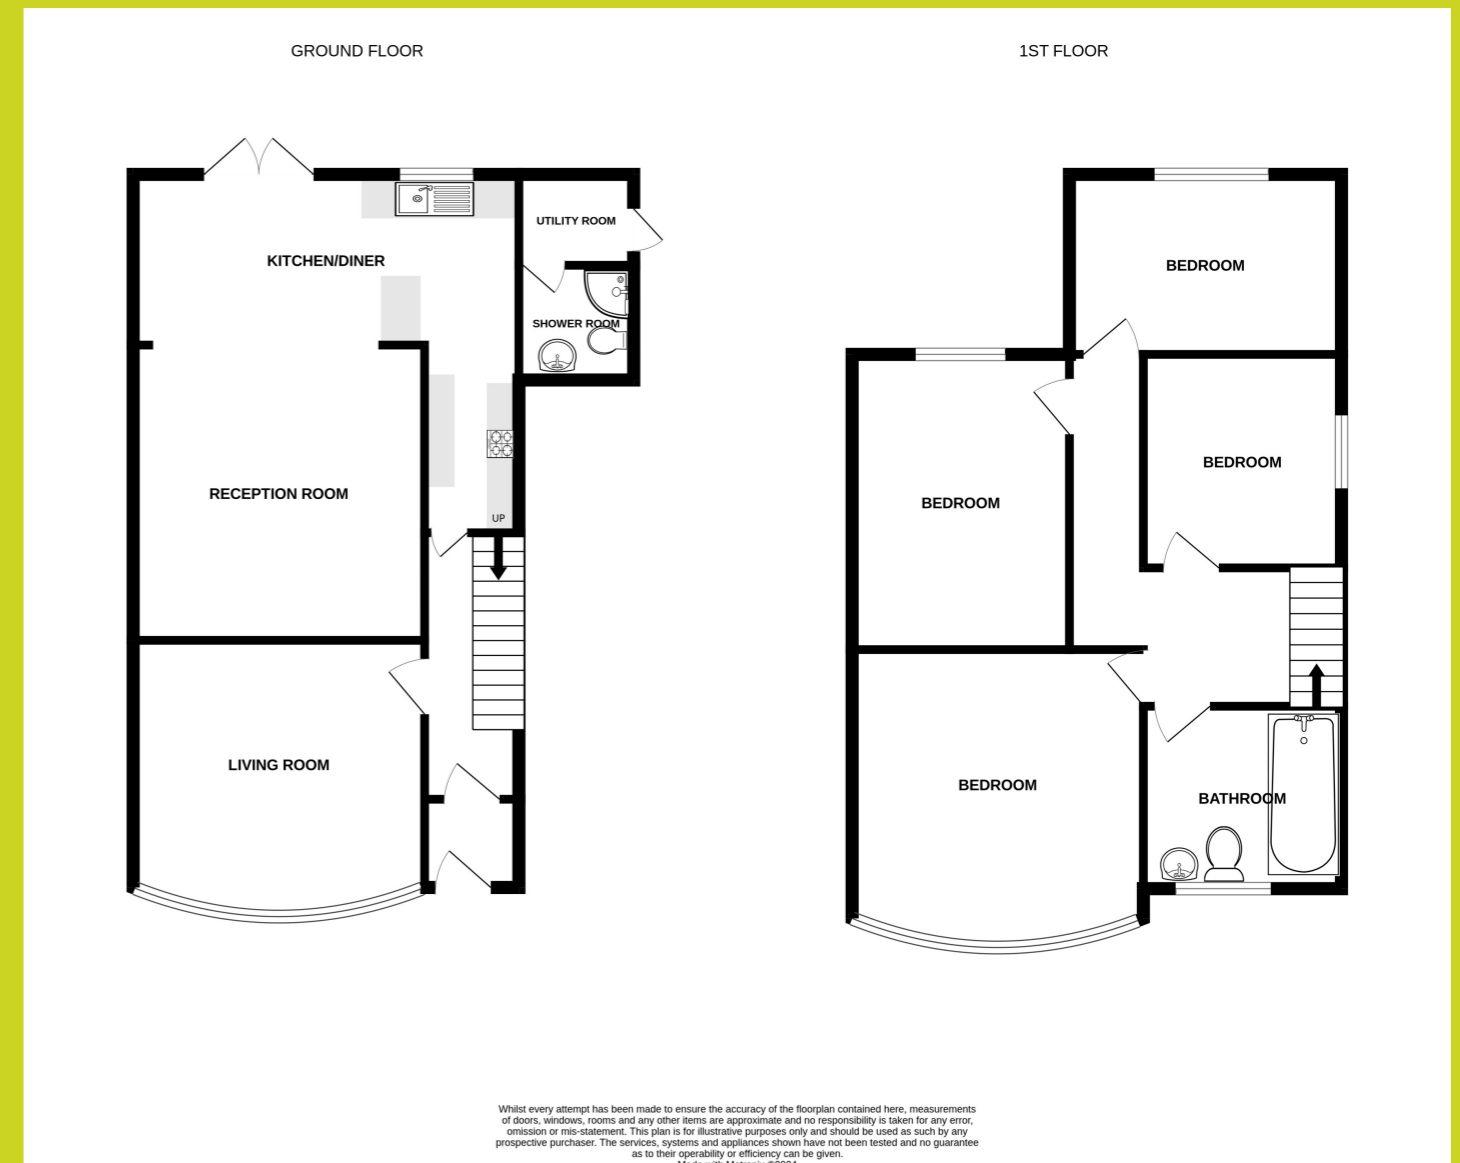 GROUND FLOOR
1ST FLOOR
KITCHEN/DINER
UTILITY ROOM
SHOWER ROOM
RECEPTION ROOM
UP
LIVING ROOM
BEDROOM
BEDROOM
BEDROOM
BEDROOM
BATHROOM
Whilst every attempt has been made to ensure the accuracy of the floorplan contained here, measurements
of doors, windows, rooms and any other items are approximate and no responsibility is taken for any error,
omission or mis-statement. This plan is for illustrative purposes only and should be used as such by any
prospective purchaser. The services, systems and appliances shown have not been tested and no guarantee
as to their operability or efficiency can be given.
Made with Metropix ©2024